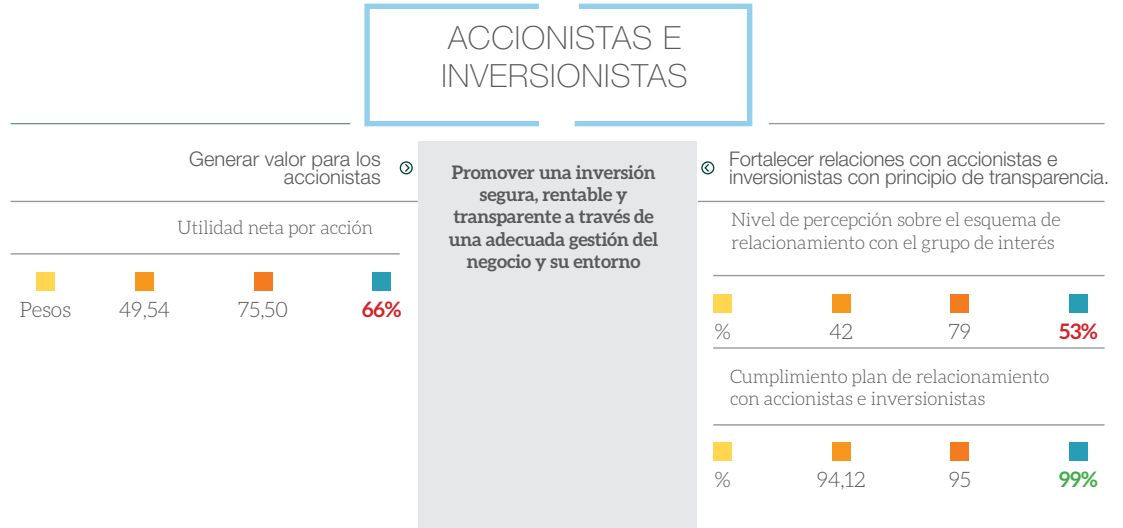 ACCIONISTAS E
INVERSIONISTAS
Generar valor para los
accionistas
Utilidad neta por acción
Pesos 49,54 75,50 66%
Promover una inversión
segura, rentable y
transparente a través de
una adecuada gestión del
negocio y su entorno
Fortalecer relaciones con accionistas e
inversionistas con principio de transparencia.
Nivel de percepción sobre el esquema de
relacionamiento con el grupo de interés
% 42 79 53%
Cumplimiento plan de relacionamiento
con accionistas e inversionistas
% 94,12 95 99%